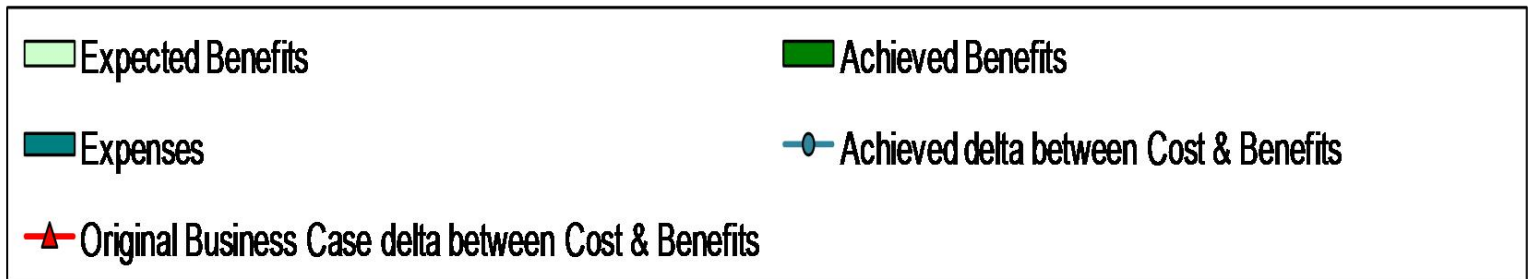 Expected Benefits
Achieved Benefits
Expenses
Achieved delta between Cost & Benefits
Original Business Case delta between Cost & Benefits